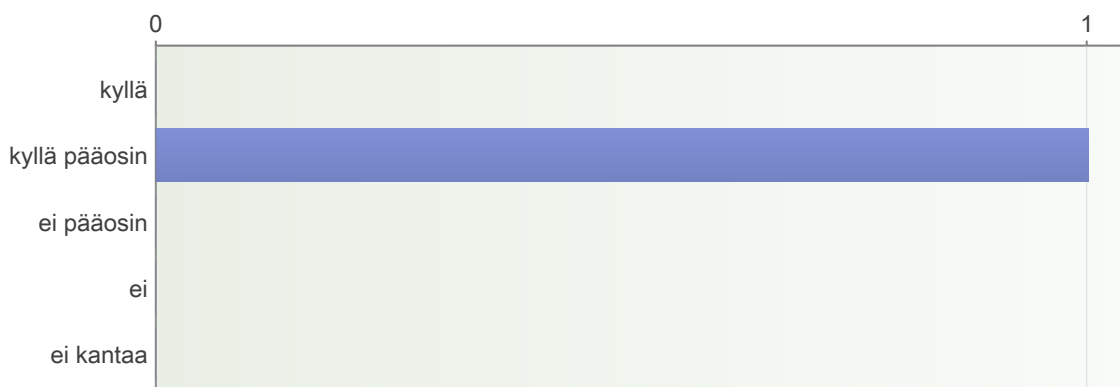 0 1
kyllä
kyllä pääosin
ei pääosin
ei
ei kantaa